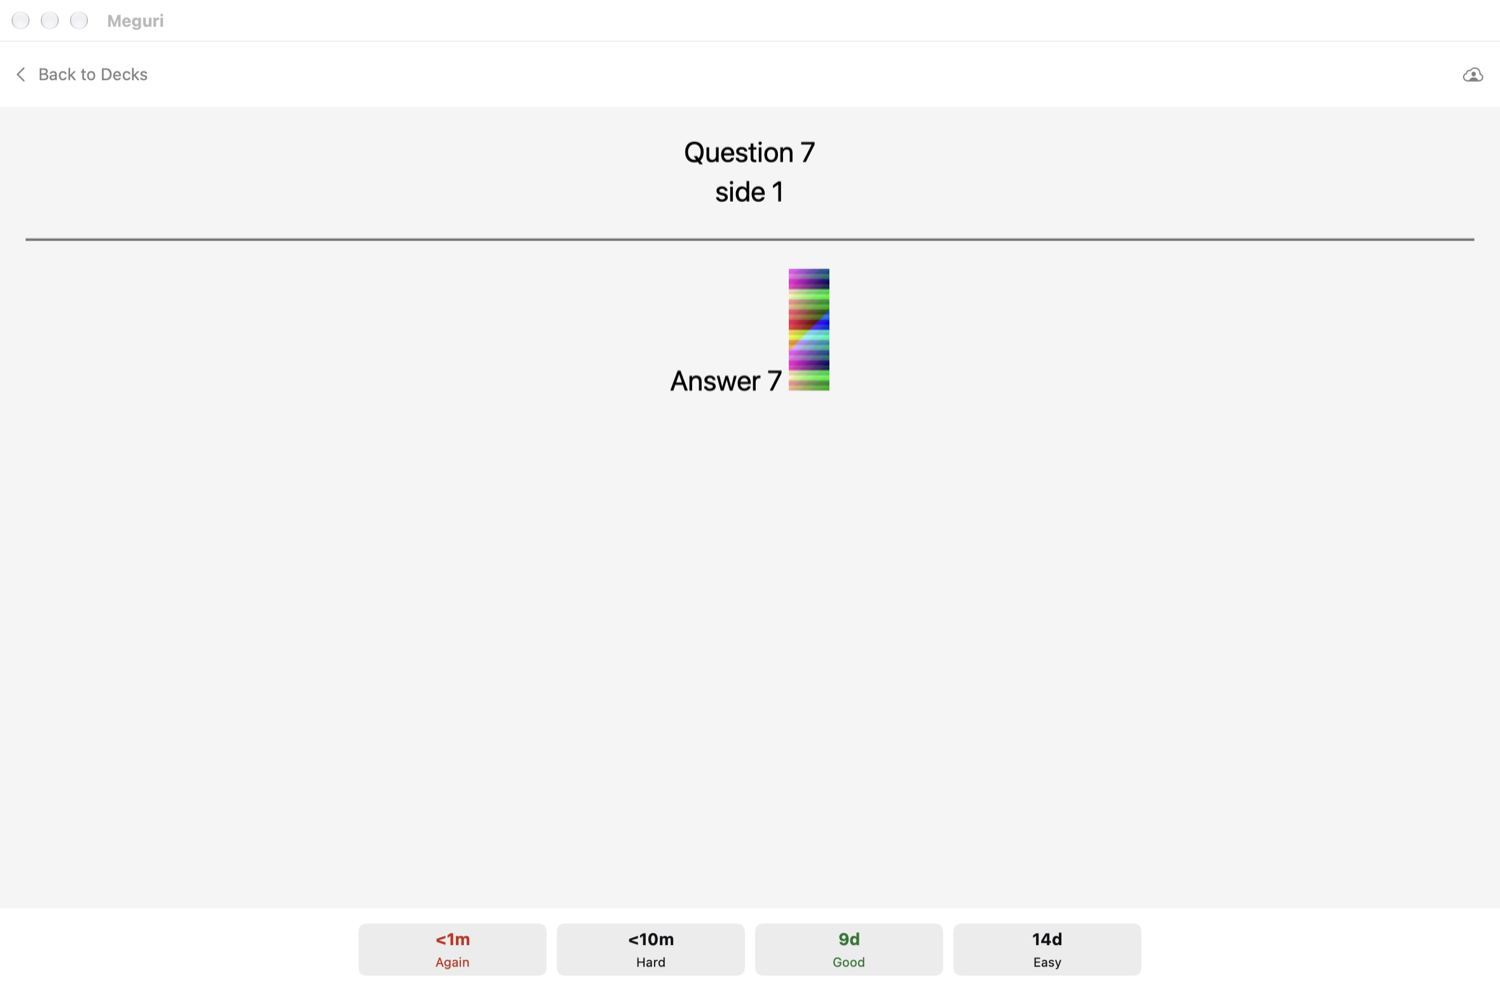 Meguri
Back to Decks
Question 7
side 1
Answer 7
<1m
Again
<10m
Hard
9d
Good
14d
Easy